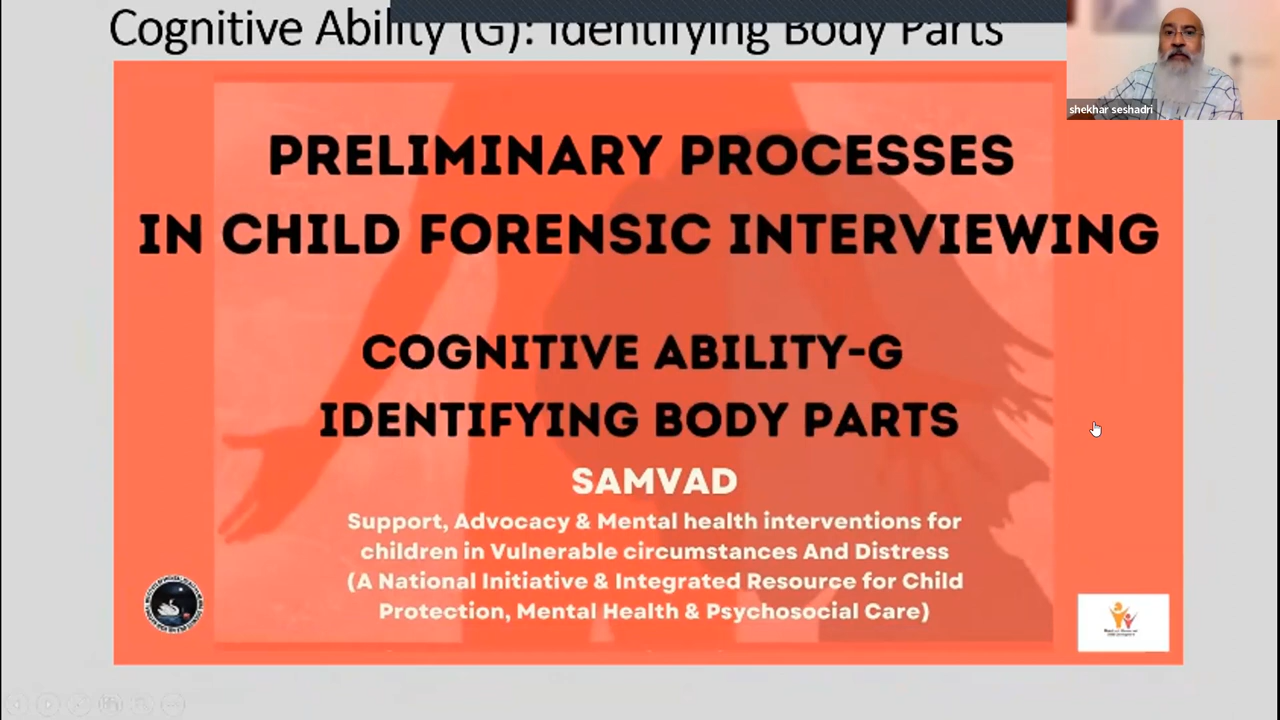 Cognitive Ability (G): Identifying Body Parts
shekhar seshadri
PRELIMINARY PROCESSES
IN CHILD FORENSIC INTERVIEWING
COGNITIVE ABILITY-G
IDENTIFYING BODY PARTS
SAMVAD
Support, Advocacy & Mental health interventions for
children in Vulnerable circumstances And Distress
(A National Initiative & Integrated Resource for Child
Protection, Mental Health & Psychosocial Care)